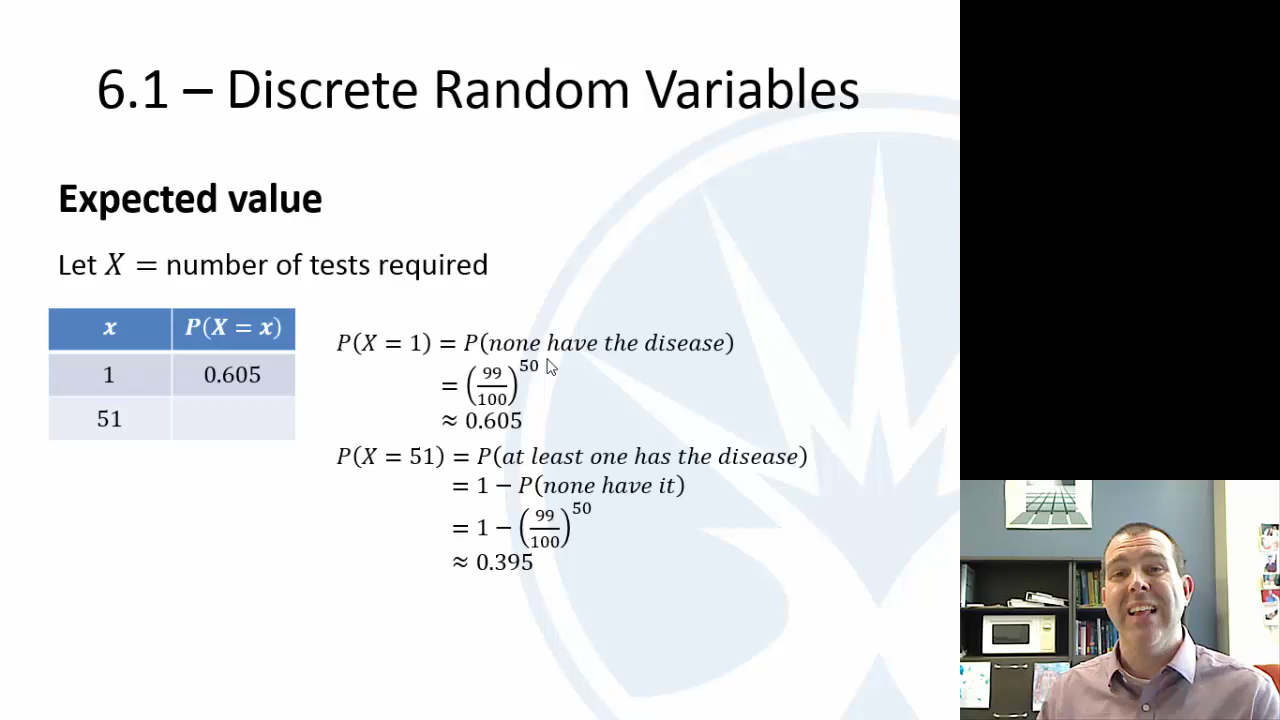 6.1 – Discrete Random Variables
Expected value
Let X = number of tests required
x P(X = x)
1 0.605
51
P(X = 1) = P(none have the disease)
= (99/100)^50
≈ 0.605
P(X = 51) = P(at least one has the disease)
= 1 − P(none have it)
= 1 − (99/100)^50
≈ 0.395